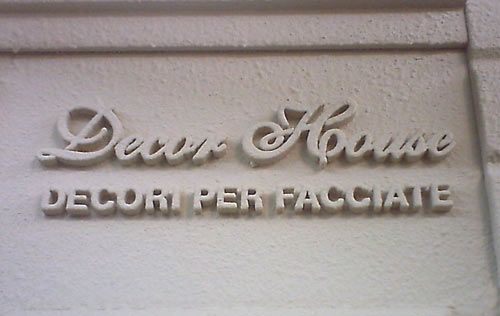 Decor House
DECORI PER FACCIATE